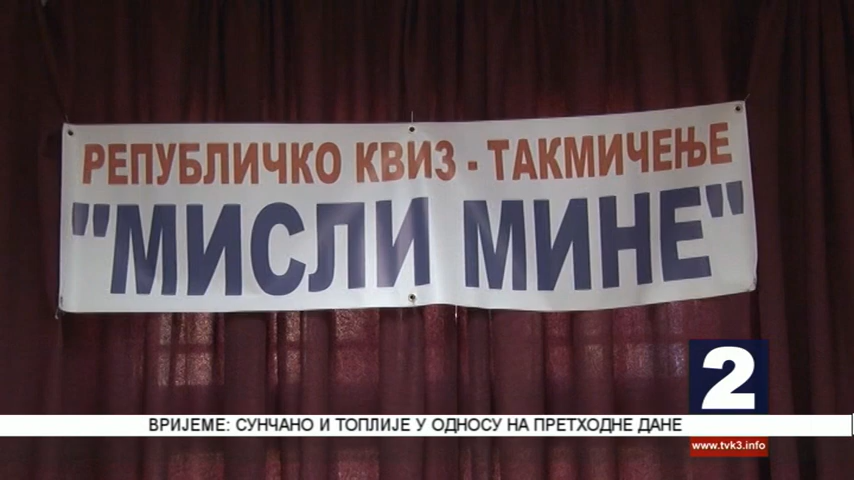 РЕПУБЛИЧКО КВИЗ - ТАКМИЧЕЊЕ
"МИСЛИ МИНЕ"
2
ВРИЈЕМЕ: СУНЧАНО И ТОПЛИЈЕ У ОДНОСУ НА ПРЕТХОДНЕ ДАНЕ
www.tvk3.info